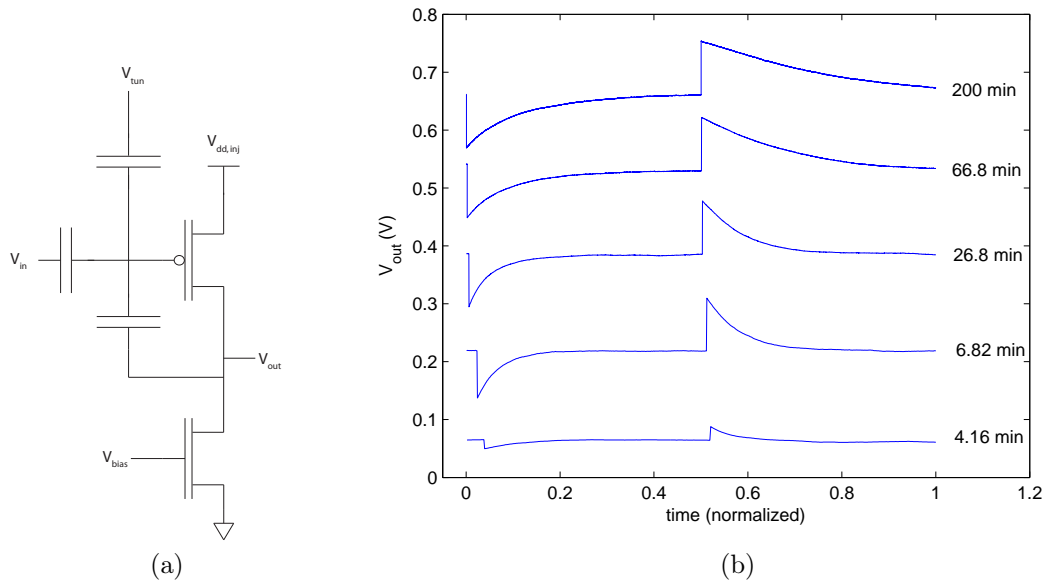 V_tun
V_dd,inj
V_in
V_out
V_bias
(a)
0.8
0.7
0.6
0.5
0.4
0.3
0.2
0.1
0
V_out (V)
200 min
66.8 min
26.8 min
6.82 min
4.16 min
0
0.2
0.4
0.6
0.8
1
1.2
time (normalized)
(b)